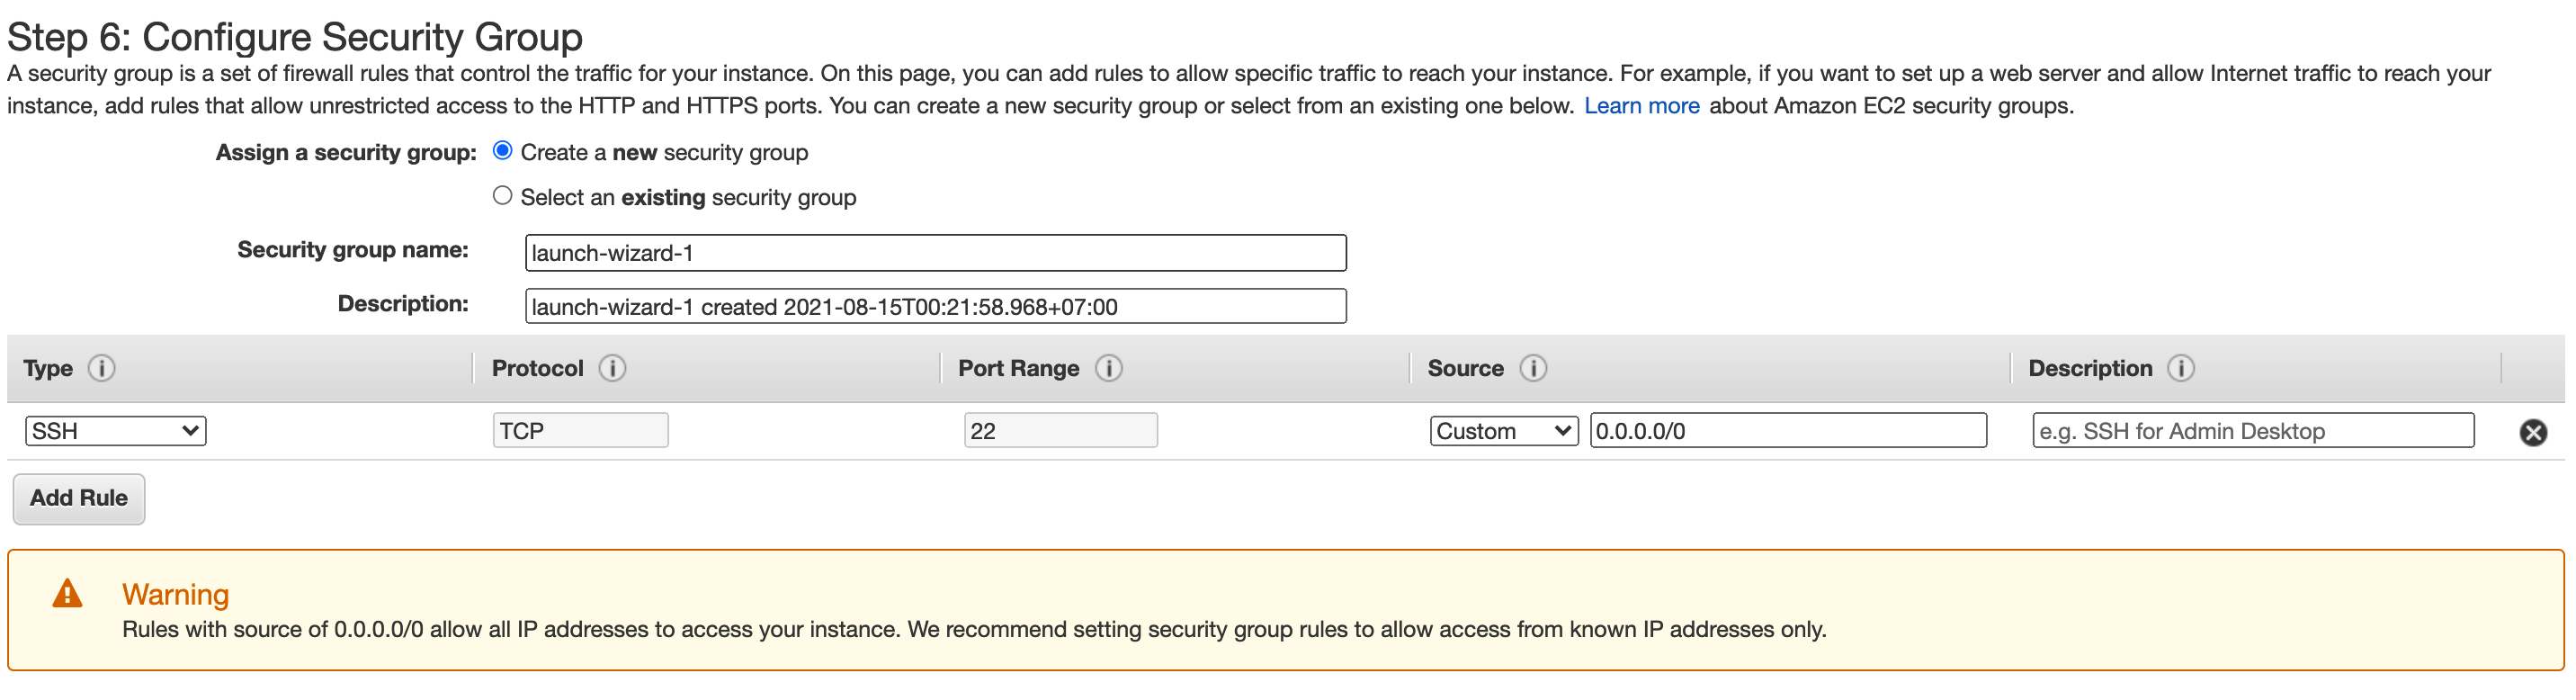 Step 6: Configure Security Group
A security group is a set of firewall rules that control the traffic for your instance. On this page, you can add rules to allow specific traffic to reach your instance. For example, if you want to set up a web server and allow Internet traffic to reach your
instance, add rules that allow unrestricted access to the HTTP and HTTPS ports. You can create a new security group or select from an existing one below. Learn more about Amazon EC2 security groups.
Assign a security group: Create a new security group
Select an existing security group
Security group name: launch-wizard-1
Description: launch-wizard-1 created 2021-08-15T00:21:58.968+07:00
Type i Protocol i Port Range i Source i Description i
SSH TCP 22 Custom 0.0.0.0/0 e.g. SSH for Admin Desktop
Add Rule
Warning
Rules with source of 0.0.0.0/0 allow all IP addresses to access your instance. We recommend setting security group rules to allow access from known IP addresses only.